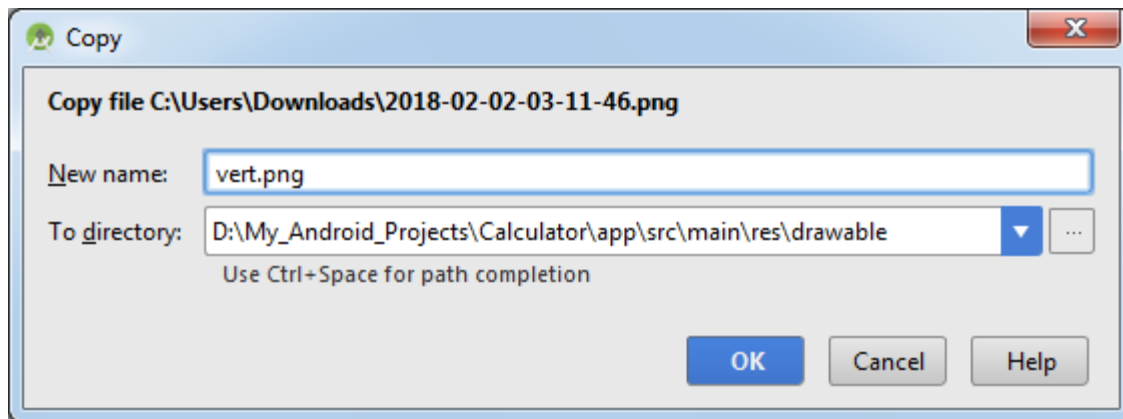 Copy
Copy file C:\Users\Downloads\2018-02-02-03-11-46.png
New name: vert.png
To directory: D:\My_Android_Projects\Calculator\app\src\main\res\drawable ...
Use Ctrl+Space for path completion
OK Cancel Help